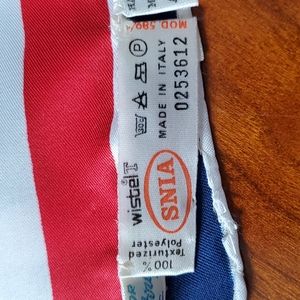 MOD. 580
MADE IN ITALY
0253612
wistel T
SNIA
100 %
Texturized
Polyester